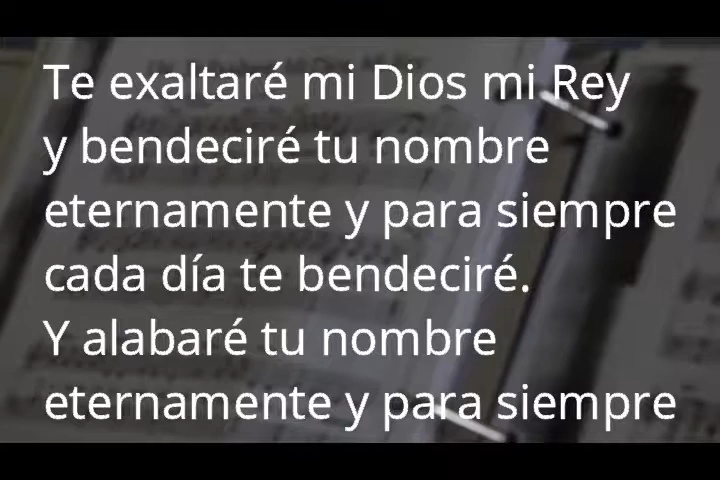 Te exaltaré mi Dios mi Rey
y bendeciré tu nombre
eternamente y para siempre
cada día te bendeciré.
Y alabaré tu nombre
eternamente y para siempre